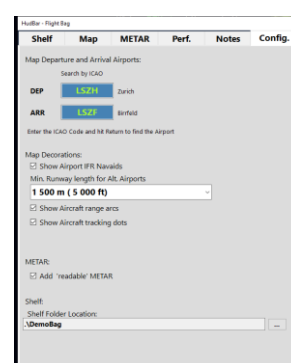 HudBar - Flight Bag
Shelf Map METAR Perf. Notes Config.
Map Departure and Arrival Airports:
Search by ICAO
DEP LSZH Zurich
ARR LSZF Birrfeld
Enter the ICAO Code and hit Return to find the Airport
Map Decorations:
Show Airport IFR Navaids
Min. Runway length for Alt. Airports
1 500 m ( 5 000 ft)
Show Aircraft range arcs
Show Aircraft tracking dots
METAR:
Add 'readable' METAR
Shelf:
Shelf Folder Location:
.\DemoBag ...